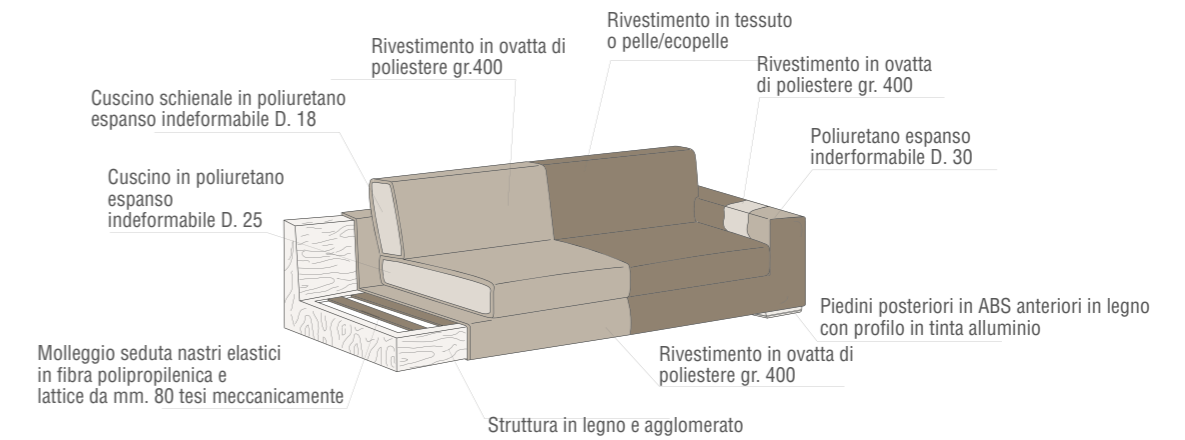 Rivestimento in tessuto
o pelle/ecopelle
Rivestimento in ovatta di
poliestere gr.400
Rivestimento in ovatta
di poliestere gr. 400
Cuscino schienale in poliuretano
espanso indeformabile D. 18
Poliuretano espanso
inderformabile D. 30
Cuscino in poliuretano
espanso
indeformabile D. 25
Piedini posteriori in ABS anteriori in legno
con profilo in tinta alluminio
Molleggio seduta nastri elastici
in fibra polipropilenica e
lattice da mm. 80 tesi meccanicamente
Rivestimento in ovatta di
poliestere gr. 400
Struttura in legno e agglomerato